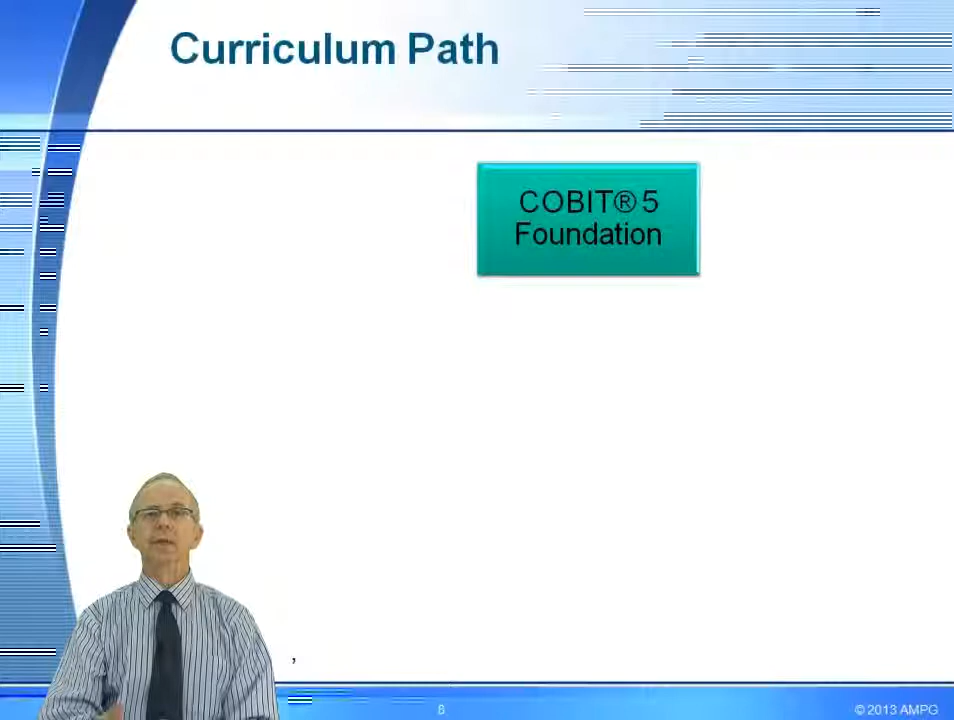 Curriculum Path
COBIT® 5
Foundation
,
8
© 2013 AMPG